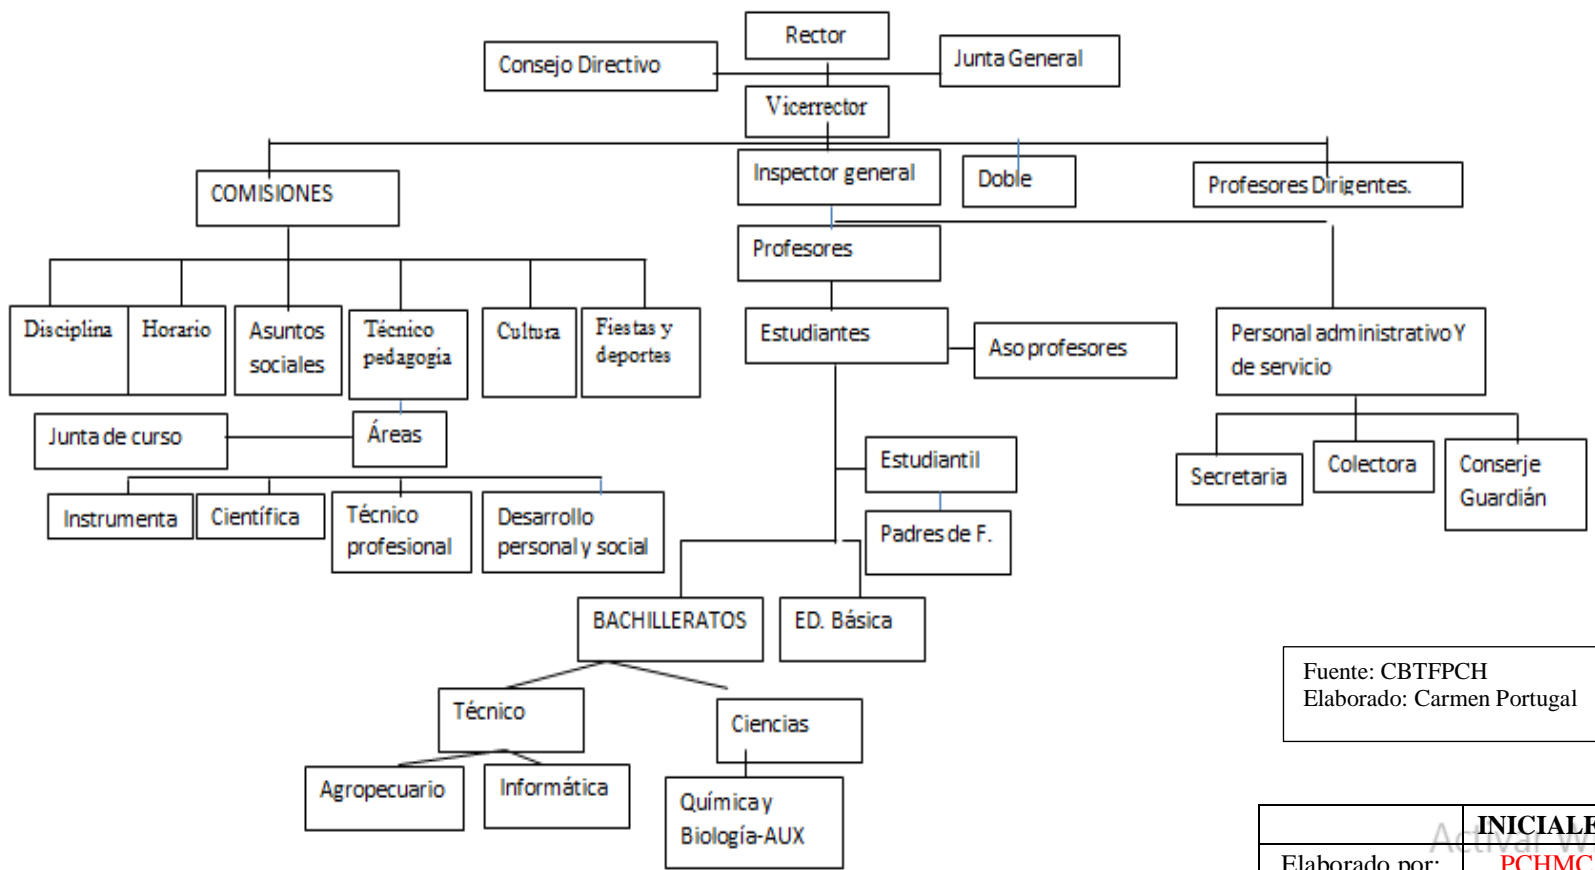 Rector
Consejo Directivo
Junta General
Vicerrector
Inspector general
Doble
Profesores Dirigentes.
COMISIONES
Profesores
Disciplina
Horario
Asuntos
sociales
Técnico
pedagogía
Cultura
Fiestas y
deportes
Estudiantes
Aso profesores
Personal administrativo Y
de servicio
Junta de curso
Áreas
Estudiantil
Secretaria
Colectora
Conserje
Guardián
Instrumenta
Científica
Técnico
profesional
Desarrollo
personal y social
Padres de F.
BACHILLERATOS
ED. Básica
Fuente: CBTFPCH
Elaborado: Carmen Portugal
Técnico
Ciencias
Agropecuario
Informática
Química y
Biología-AUX
INICIALE
Activar W
Elaborado por:
PCHMC